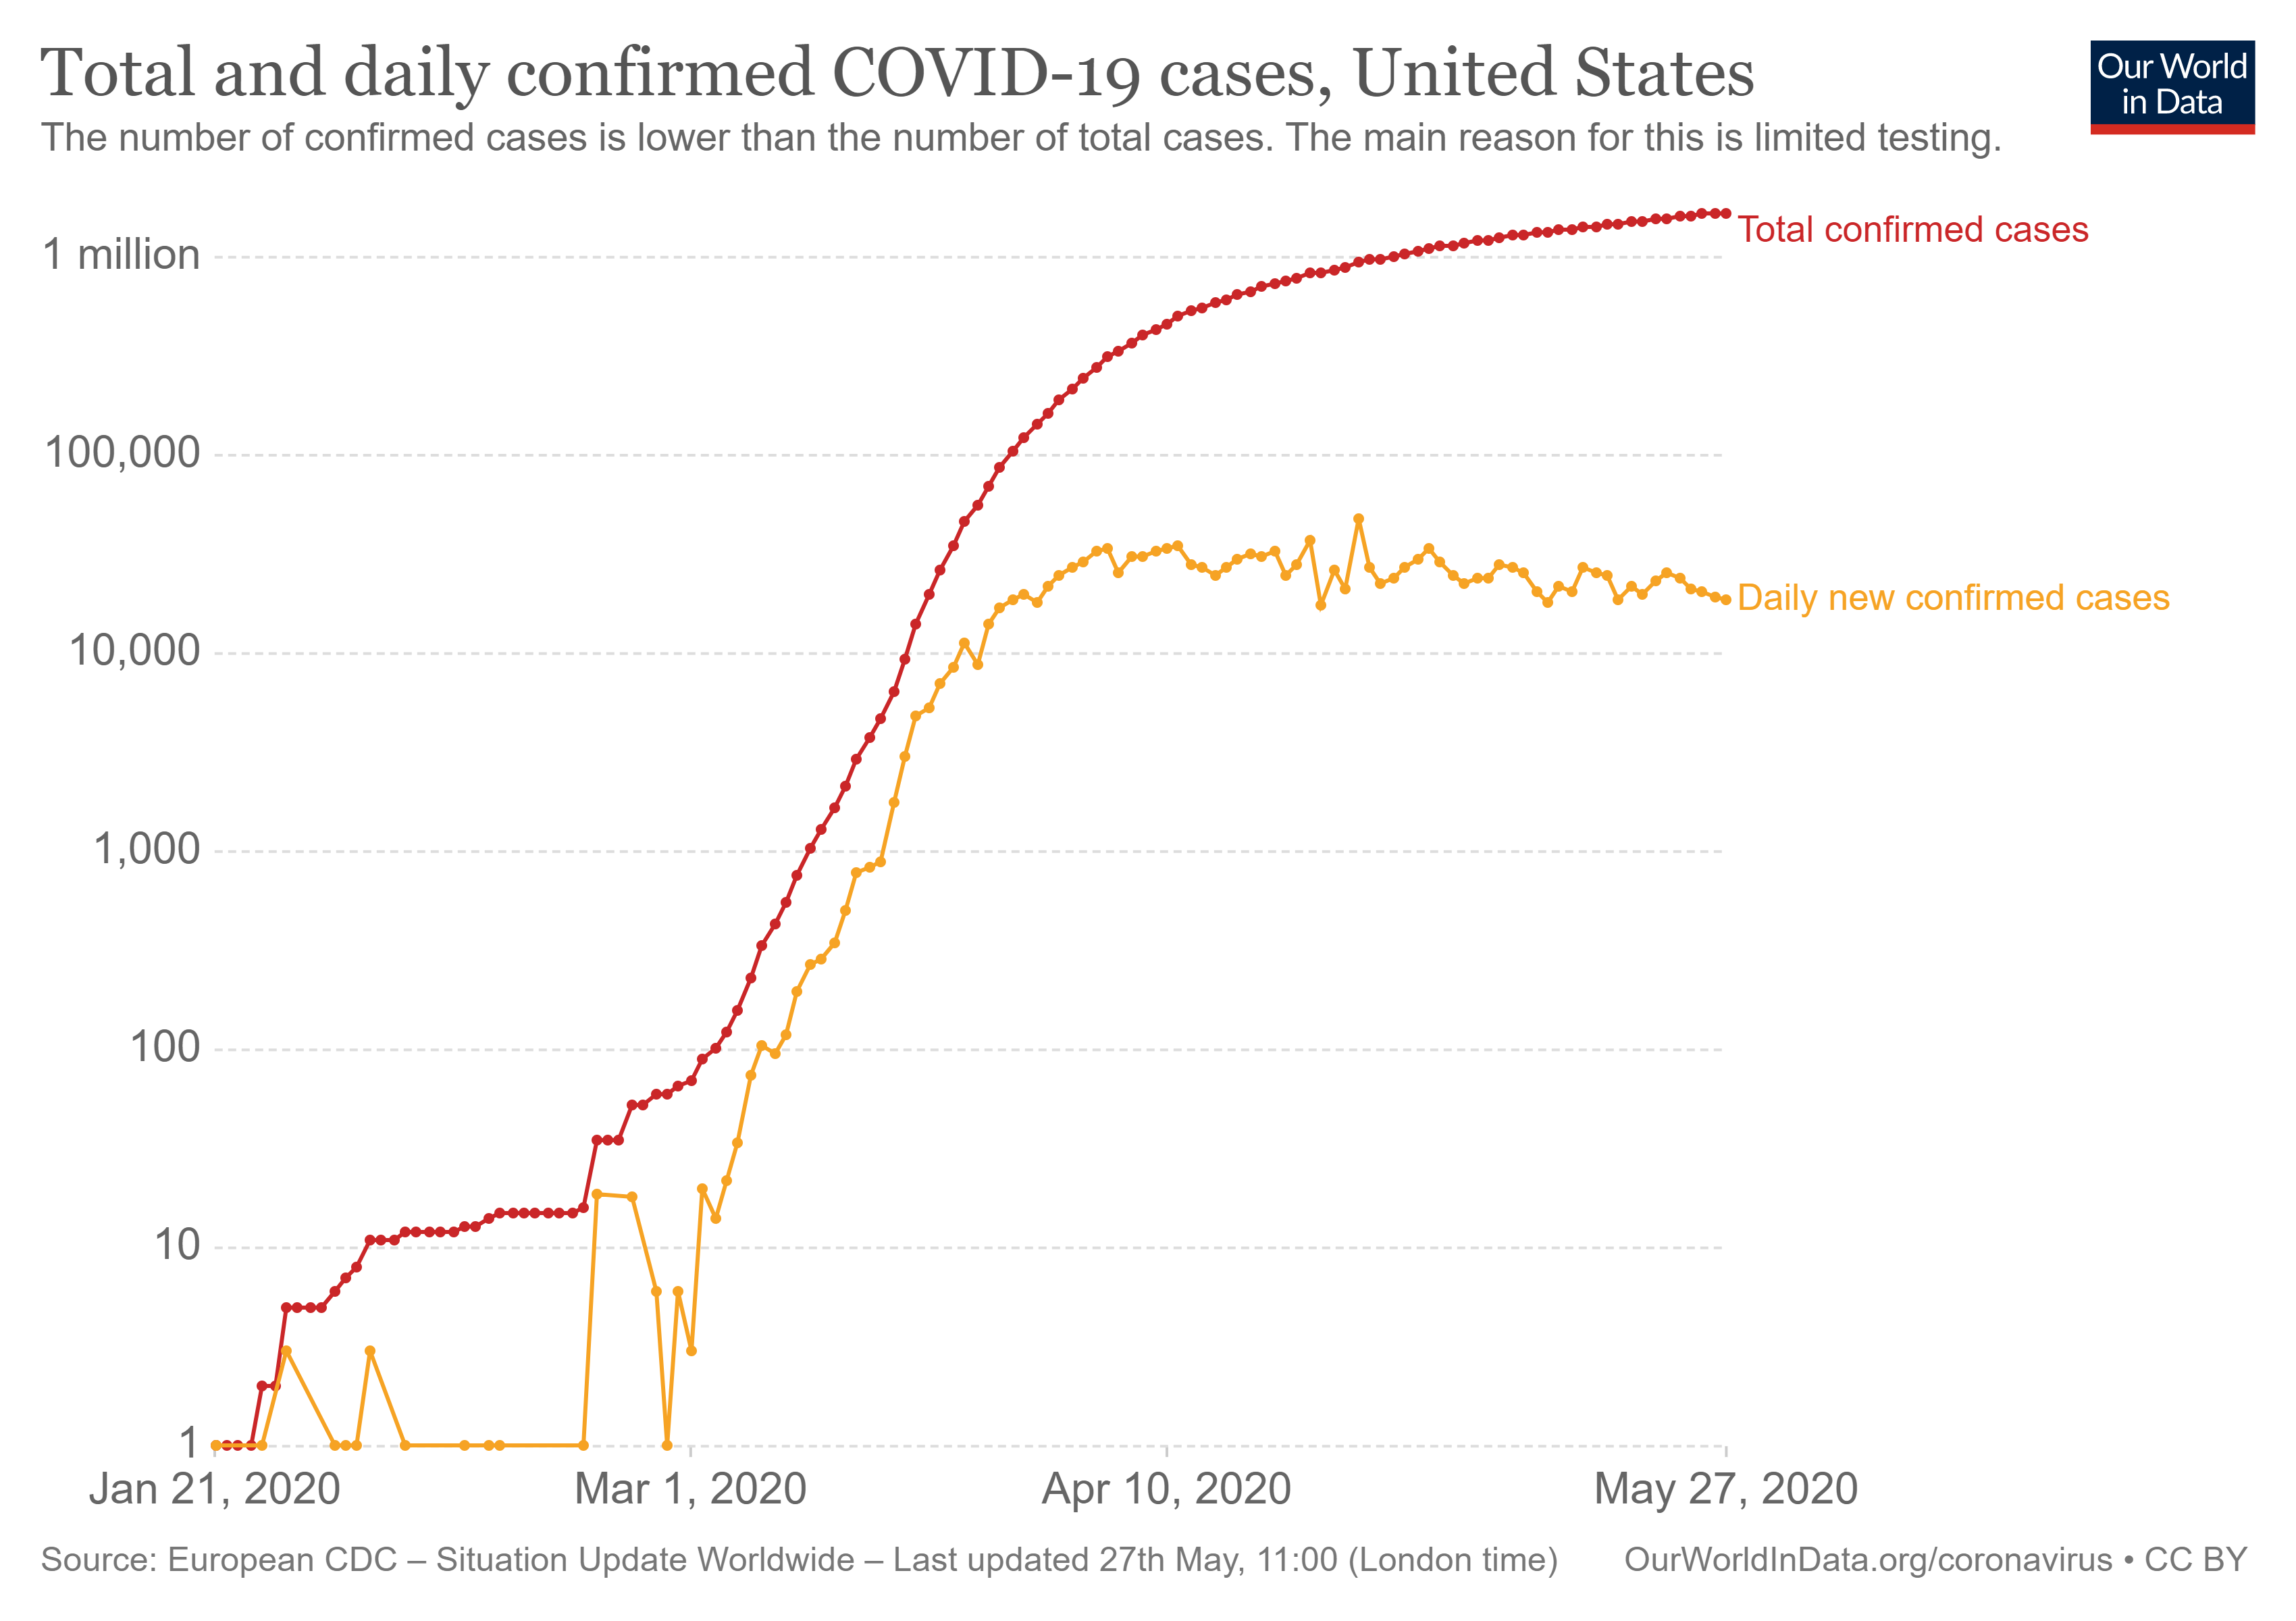 Total and daily confirmed COVID-19 cases, United States
Our World
in Data
The number of confirmed cases is lower than the number of total cases. The main reason for this is limited testing.
Total confirmed cases
1 million
100,000
Daily new confirmed cases
10,000
1,000
100
10
1
Jan 21, 2020
Mar 1, 2020
Apr 10, 2020
May 27, 2020
Source: European CDC – Situation Update Worldwide – Last updated 27th May, 11:00 (London time)
OurWorldInData.org/coronavirus • CC BY